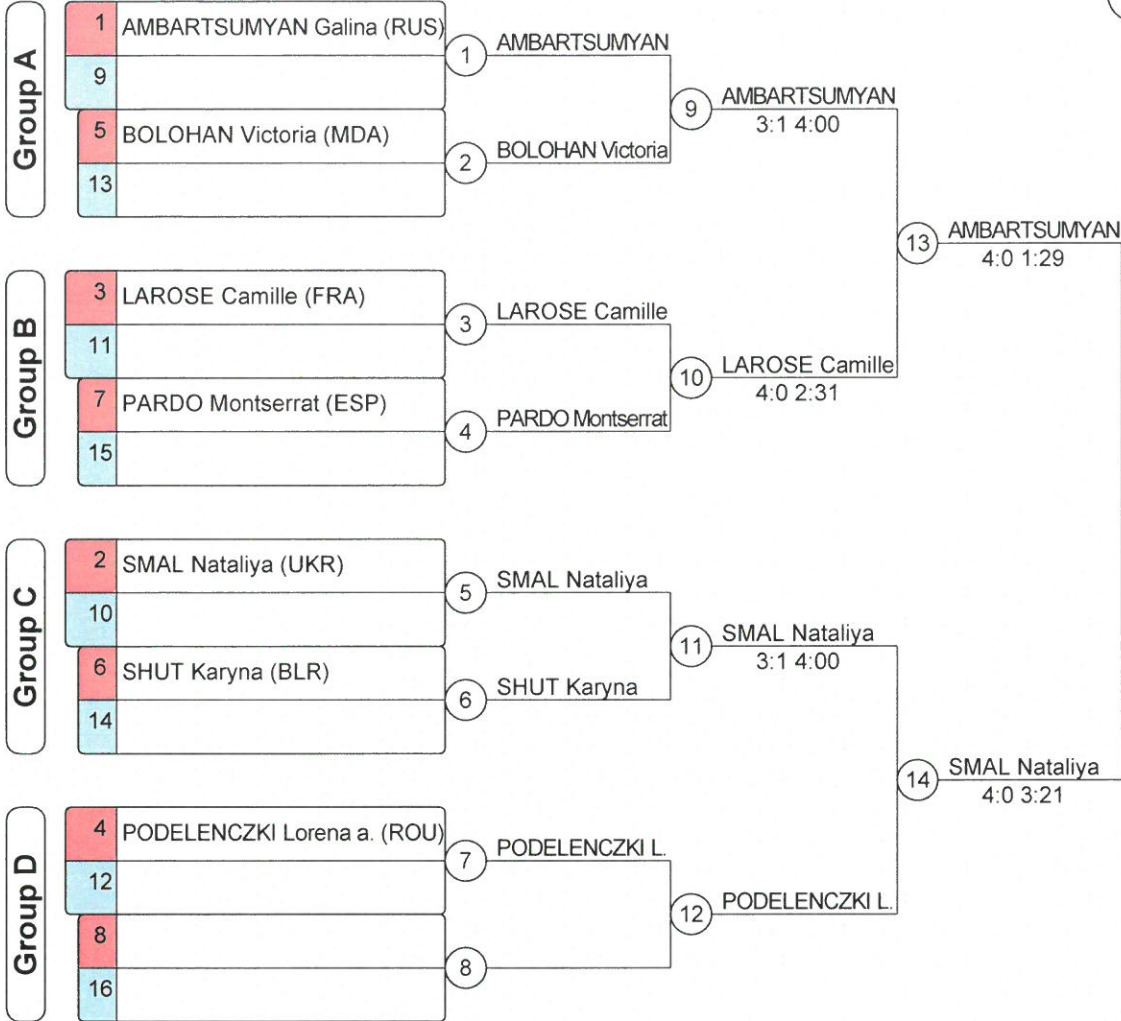 Group A
1 AMBARTSUMYAN Galina (RUS)
9
5 BOLOHAN Victoria (MDA)
13
1 AMBARTSUMYAN
2 BOLOHAN Victoria
9 AMBARTSUMYAN
3:1 4:00
Group B
3 LAROSE Camille (FRA)
11
7 PARDO Montserrat (ESP)
15
3 LAROSE Camille
4 PARDO Montserrat
10 LAROSE Camille
4:0 2:31
13 AMBARTSUMYAN
4:0 1:29
Group C
2 SMAL Nataliya (UKR)
10
6 SHUT Karyna (BLR)
14
5 SMAL Nataliya
6 SHUT Karyna
11 SMAL Nataliya
3:1 4:00
Group D
4 PODELENCZKI Lorena a. (ROU)
12
8
16
7 PODELENCZKI L.
8
12 PODELENCZKI L.
14 SMAL Nataliya
4:0 3:21